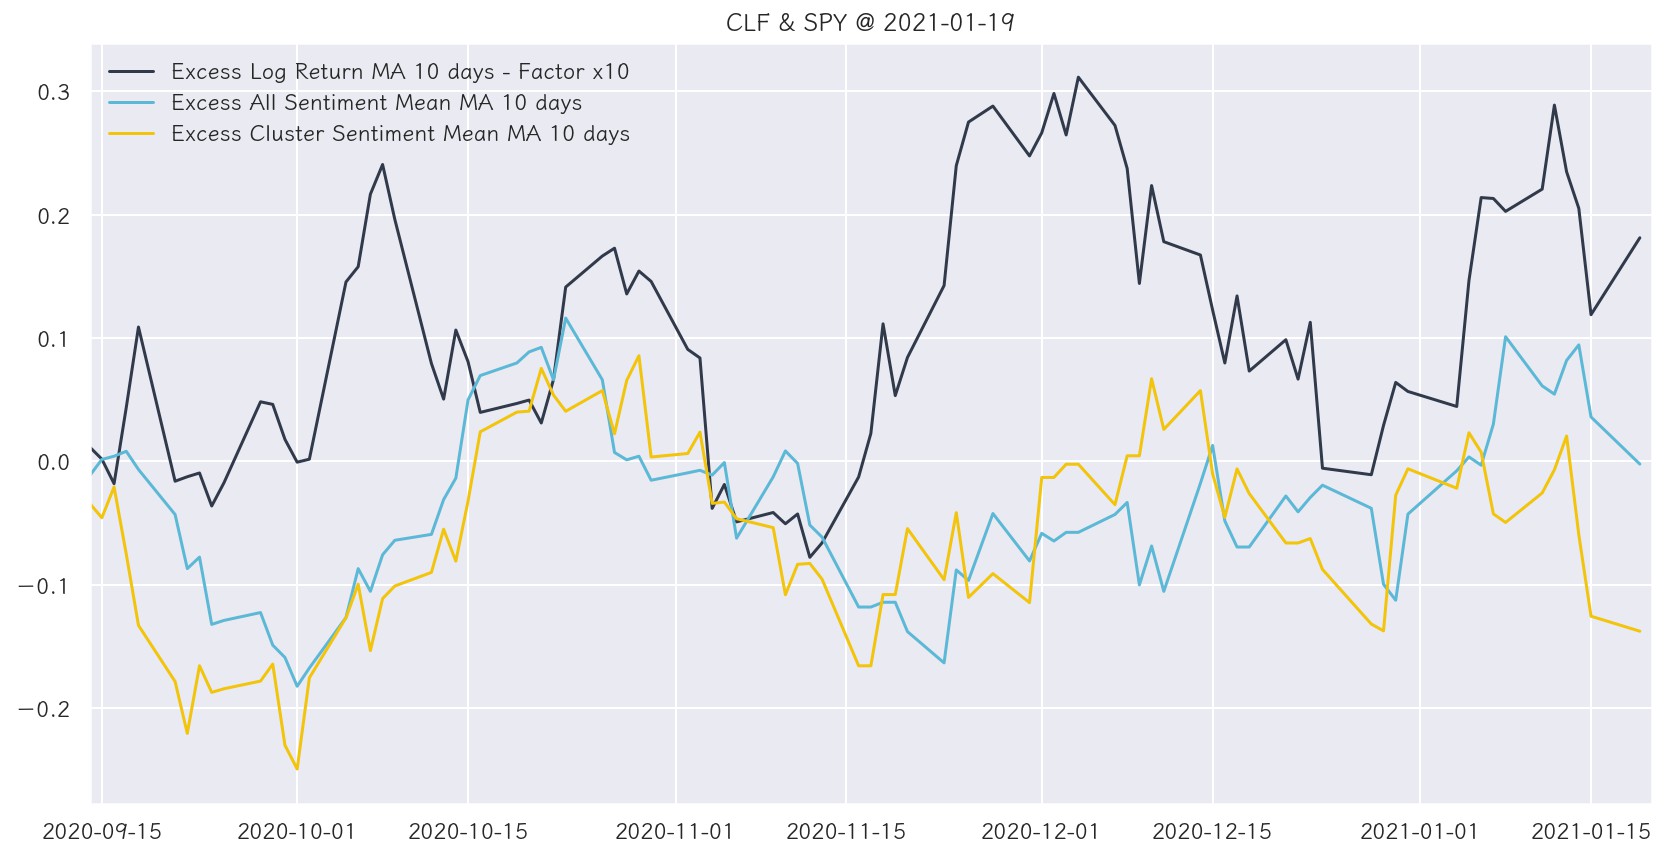 CLF & SPY @ 2021-01-19
Excess Log Return MA 10 days - Factor x10
Excess All Sentiment Mean MA 10 days
Excess Cluster Sentiment Mean MA 10 days
0.3
0.2
0.1
0.0
−0.1
−0.2
2020-09-15 2020-10-01 2020-10-15 2020-11-01 2020-11-15 2020-12-01 2020-12-15 2021-01-01 2021-01-15